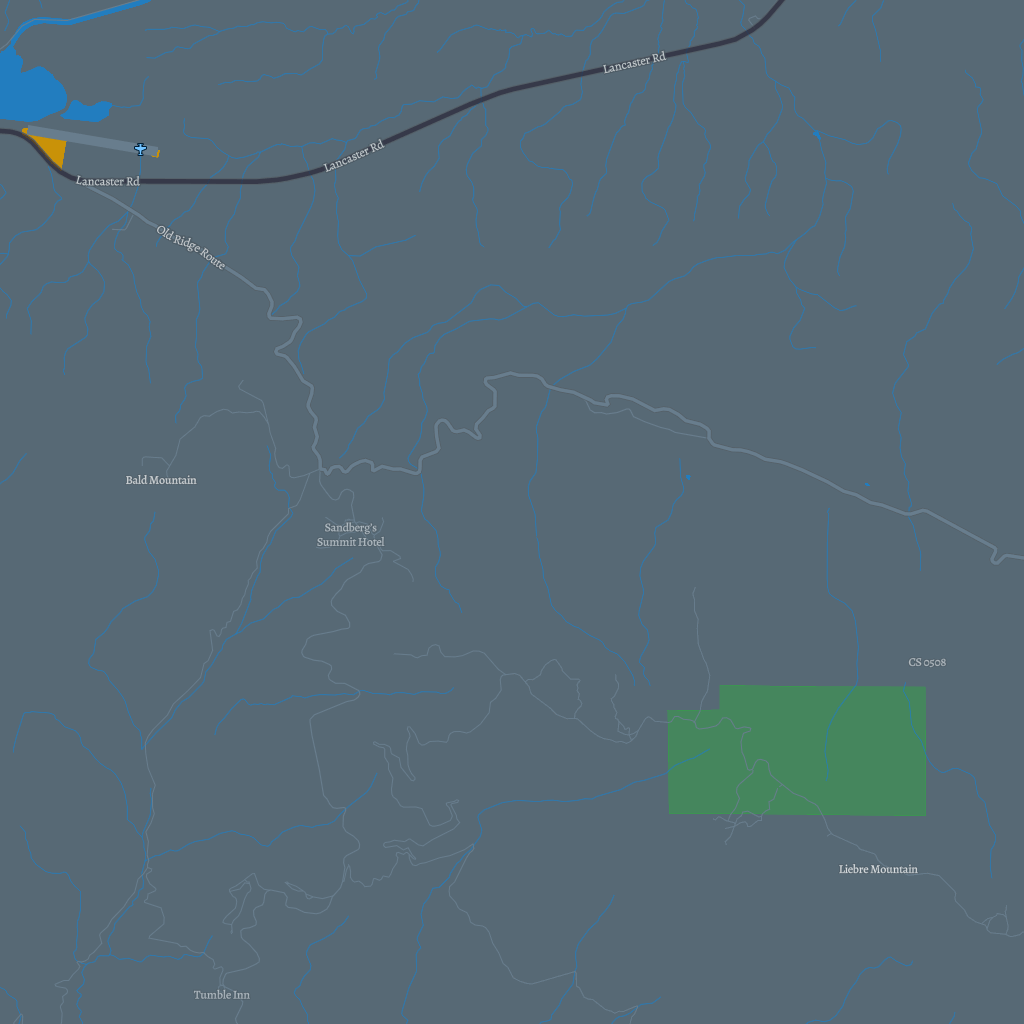 Lancaster Rd
Lancaster Rd
Lancaster Rd
Old Ridge Route
Bald Mountain
Sandberg's
Summit Hotel
CS 0508
Liebre Mountain
Tumble Inn